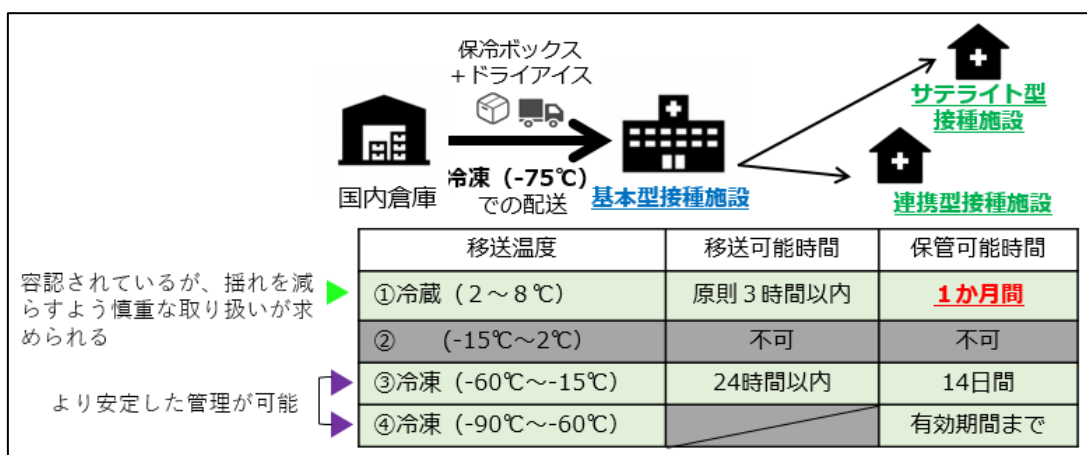 保冷ボックス
＋ドライアイス
国内倉庫
冷凍（-75℃）
での配送
基本型接種施設
サテライト型
接種施設
連携型接種施設
容認されているが、揺れを減
らすよう慎重な取り扱いが求
められる
より安定した管理が可能
移送温度 移送可能時間 保管可能時間
①冷蔵（２～８℃） 原則３時間以内 １か月間
② （-15℃～2℃） 不可 不可
③冷凍（-60℃～-15℃） 24時間以内 14日間
④冷凍（-90℃～-60℃） 有効期間まで